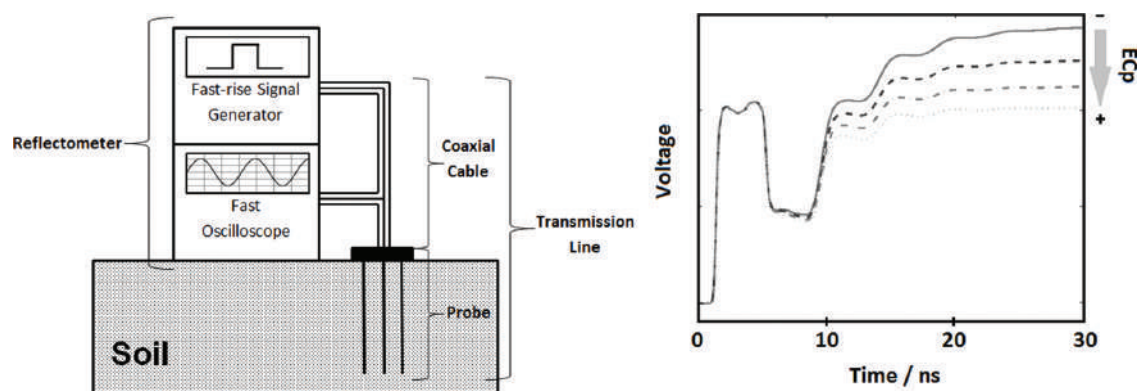 Fast-rise Signal
Generator
Reflectometer
Fast
Oscilloscope
Coaxial
Cable
Transmission
Line
Probe
Soil
Voltage
0
10
20
30
Time / ns
-
ECp
+